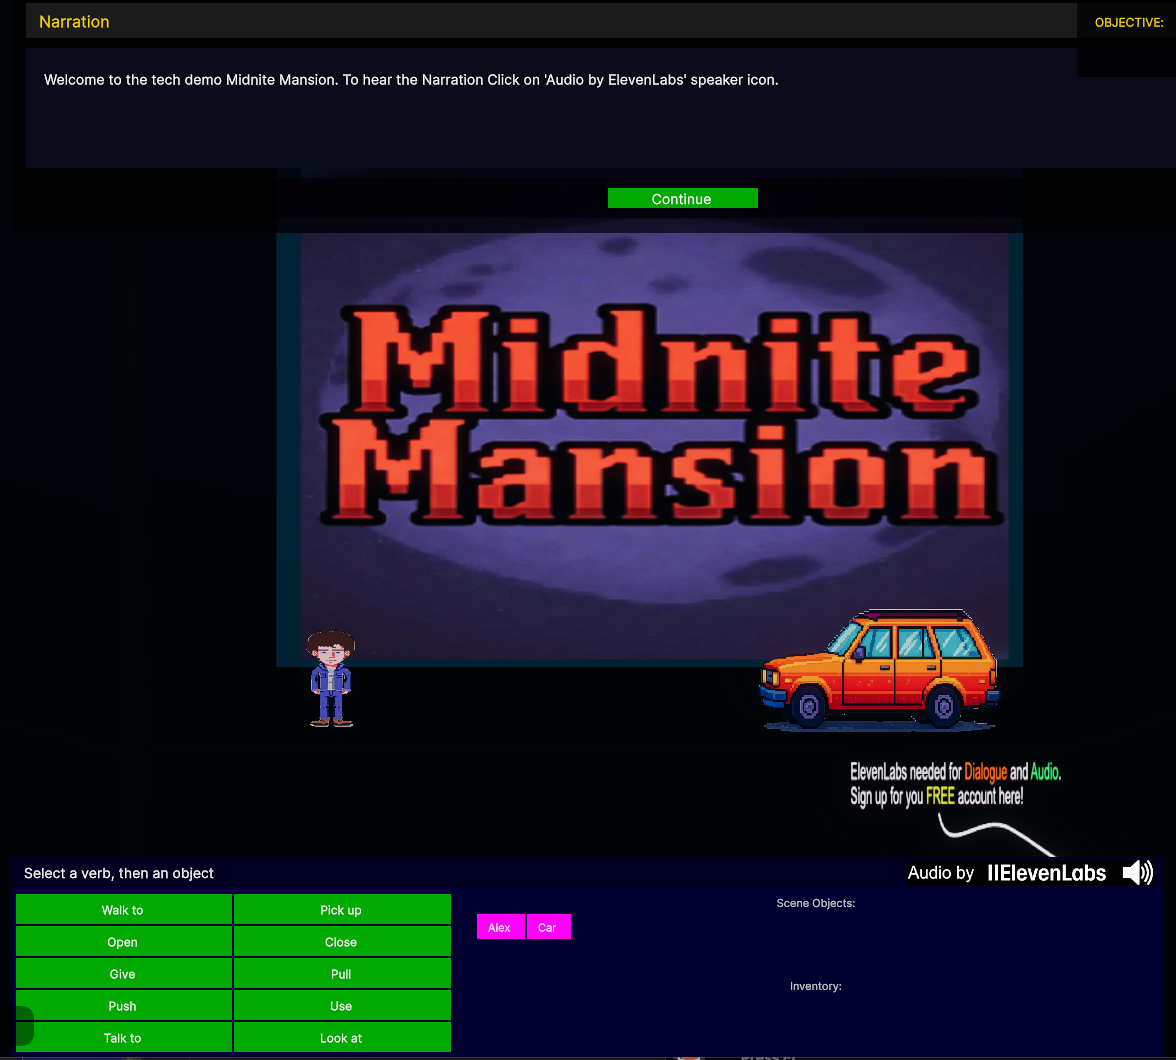 Narration
OBJECTIVE:
Welcome to the tech demo Midnite Mansion. To hear the Narration Click on 'Audio by ElevenLabs' speaker icon.
Continue
Midnite
Mansion
ElevenLabs needed for Dialogue and Audio.
Sign up for you FREE account here!
Select a verb, then an object
Audio by IIElevenLabs
Walk to
Pick up
Scene Objects:
Alex
Car
Open
Close
Give
Pull
Inventory:
Push
Use
Talk to
Look at